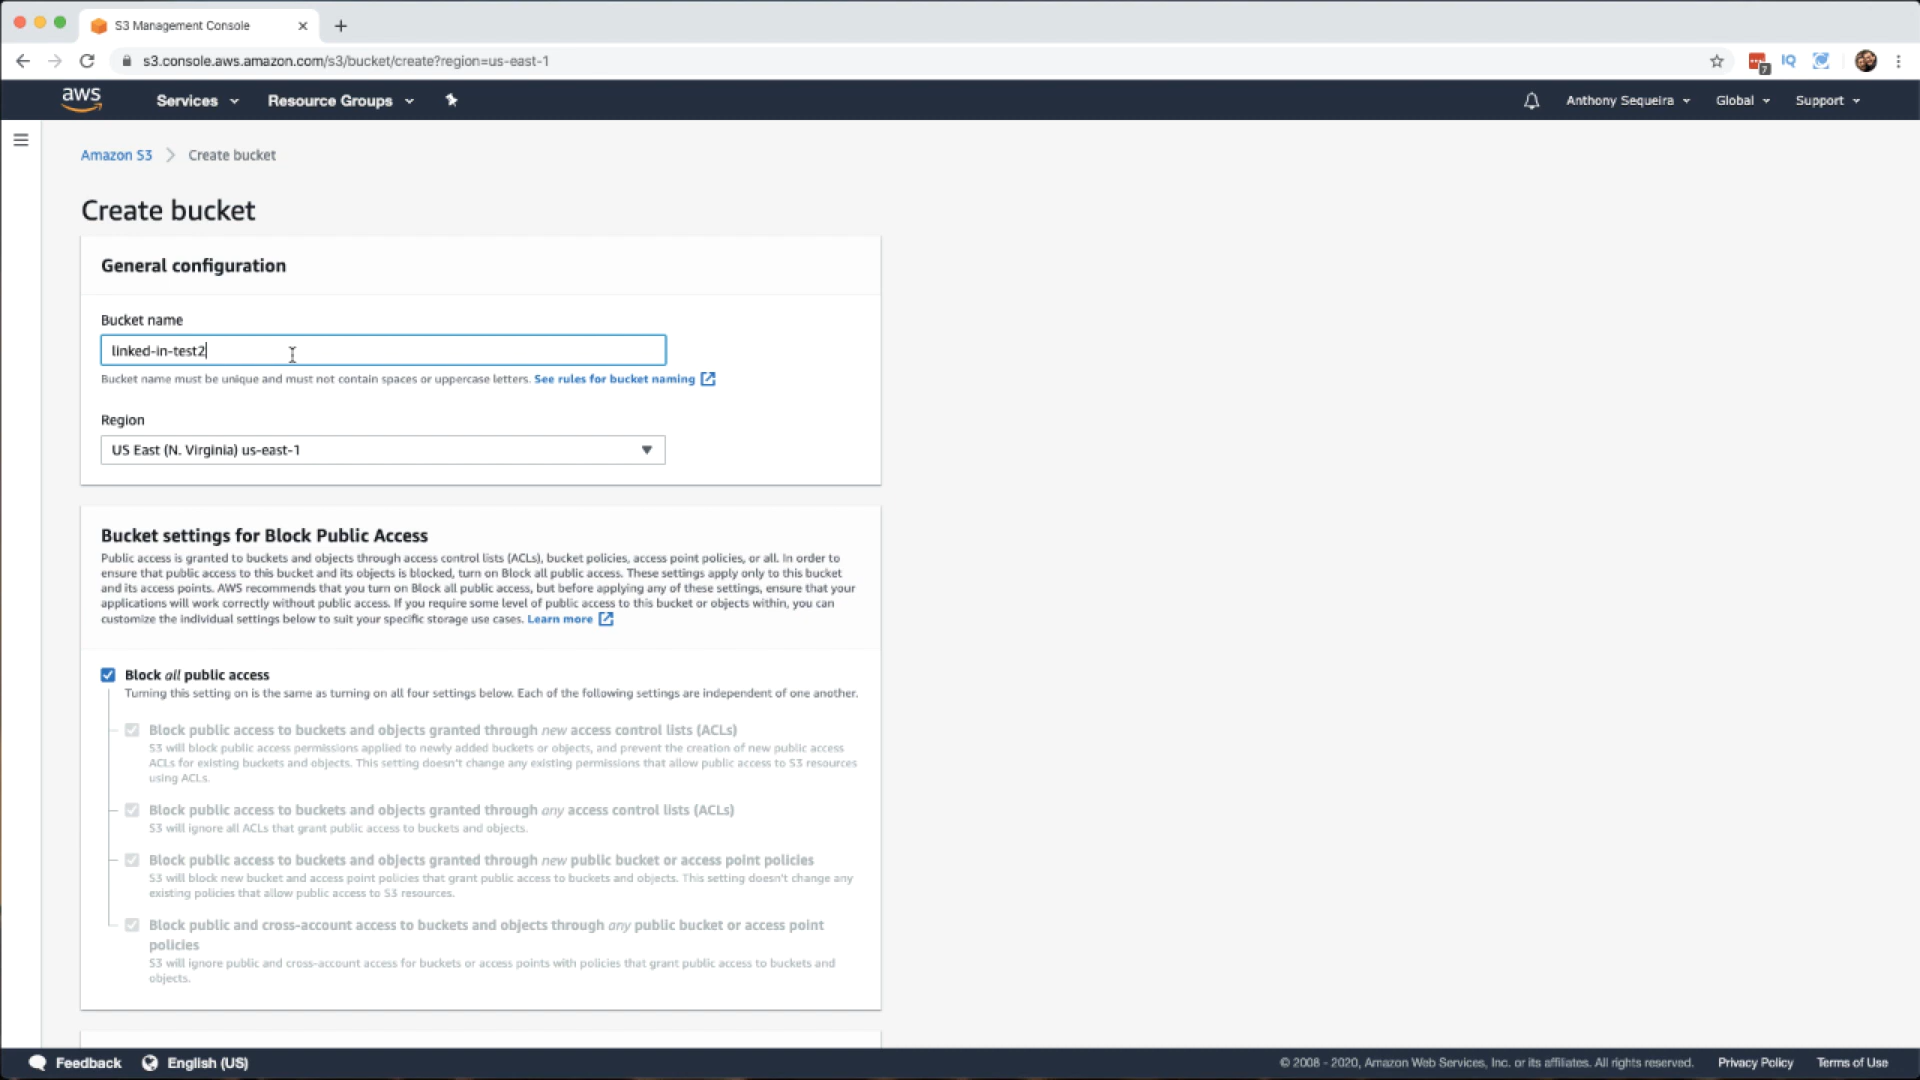 S3 Management Console
s3.console.aws.amazon.com/s3/bucket/create?region=us-east-1
IQ
7
aws
Services
Resource Groups
Anthony Sequeira
Global
Support
Amazon S3
Create bucket
Create bucket
General configuration
Bucket name
linked-in-test2
Bucket name must be unique and must not contain spaces or uppercase letters. See rules for bucket naming
Region
US East (N. Virginia) us-east-1
Bucket settings for Block Public Access
Public access is granted to buckets and objects through access control lists (ACLs), bucket policies, access point policies, or all. In order to
ensure that public access to this bucket and its objects is blocked, turn on Block all public access. These settings apply only to this bucket
and its access points. AWS recommends that you turn on Block all public access, but before applying any of these settings, ensure that your
applications will work correctly without public access. If you require some level of public access to this bucket or objects within, you can
customize the individual settings below to suit your specific storage use cases. Learn more
Block all public access
Turning this setting on is the same as turning on all four settings below. Each of the following settings are independent of one another.
Block public access to buckets and objects granted through new access control lists (ACLs)
S3 will block public access permissions applied to newly added buckets or objects, and prevent the creation of new public access
ACLs for existing buckets and objects. This setting doesn't change any existing permissions that allow public access to S3 resources
using ACLs.
Block public access to buckets and objects granted through any access control lists (ACLs)
S3 will ignore all ACLs that grant public access to buckets and objects.
Block public access to buckets and objects granted through new public bucket or access point policies
S3 will block new bucket and access point policies that grant public access to buckets and objects. This setting doesn't change any
existing policies that allow public access to S3 resources.
Block public and cross-account access to buckets and objects through any public bucket or access point
policies
S3 will ignore public and cross-account access for buckets or access points with policies that grant public access to buckets and
objects.
Feedback
English (US)
© 2008 - 2020, Amazon Web Services, Inc. or its affiliates. All rights reserved.
Privacy Policy
Terms of Use